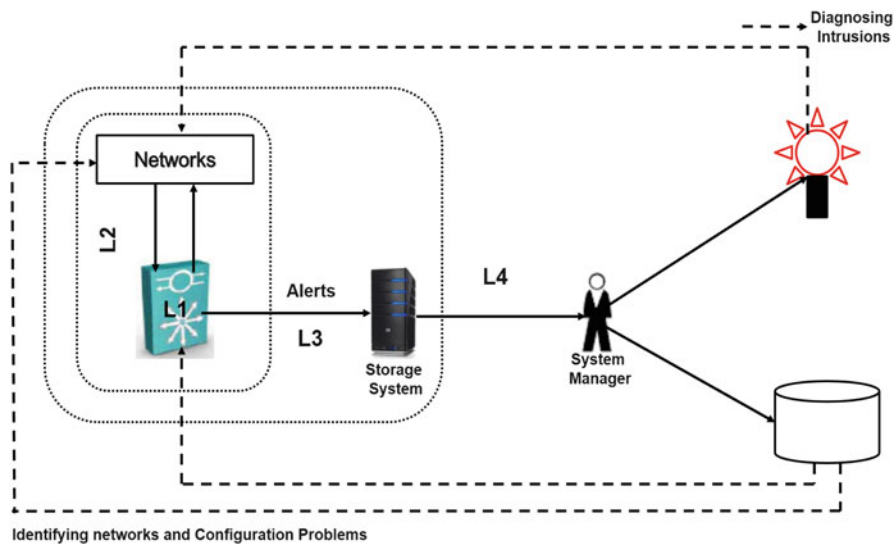 Diagnosing
Intrusions
Networks
L2
L1
Alerts
L3
L4
Storage
System
System
Manager
Identifying networks and Configuration Problems